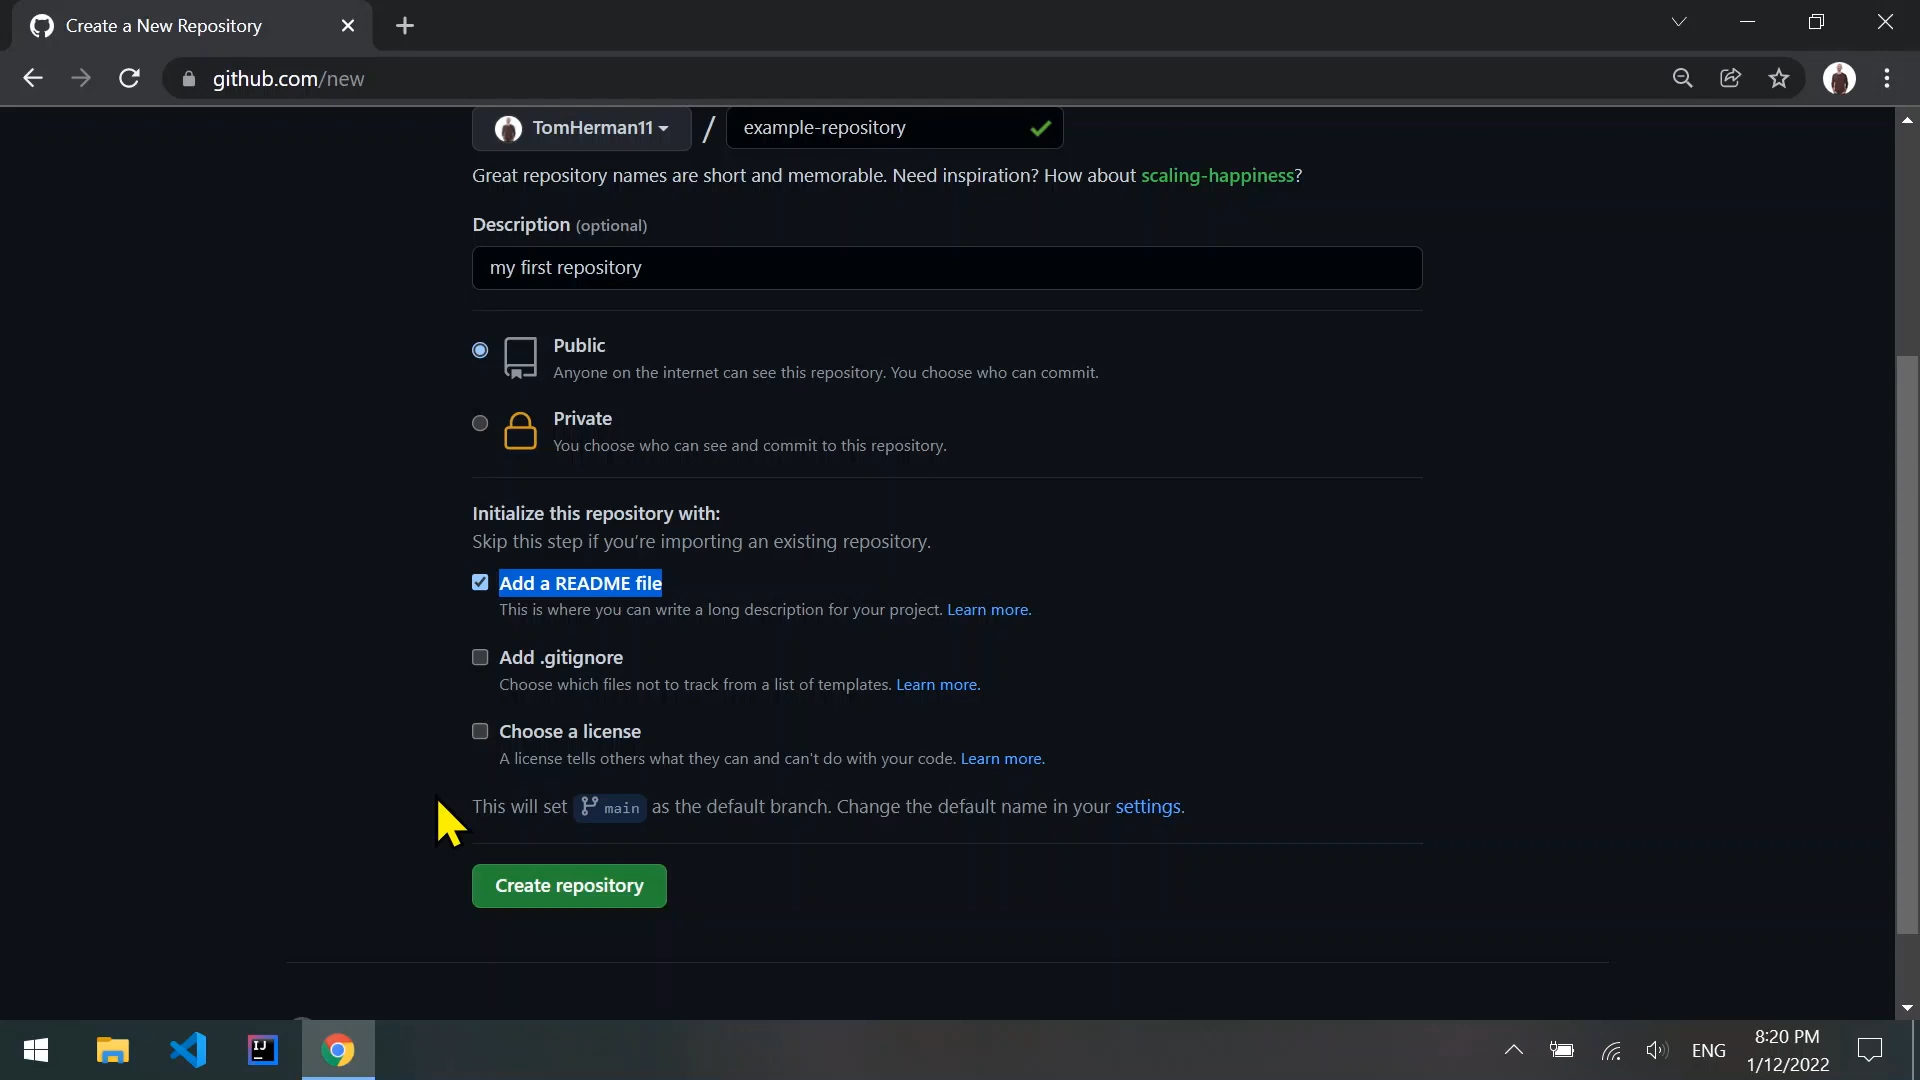 Create a New Repository
github.com/new
TomHerman11 / example-repository
Great repository names are short and memorable. Need inspiration? How about scaling-happiness?
Description (optional)
my first repository
Public
Anyone on the internet can see this repository. You choose who can commit.
Private
You choose who can see and commit to this repository.
Initialize this repository with:
Skip this step if you're importing an existing repository.
Add a README file
This is where you can write a long description for your project. Learn more.
Add .gitignore
Choose which files not to track from a list of templates. Learn more.
Choose a license
A license tells others what they can and can't do with your code. Learn more.
This will set main as the default branch. Change the default name in your settings.
Create repository
IJ
ENG
8:20 PM
1/12/2022